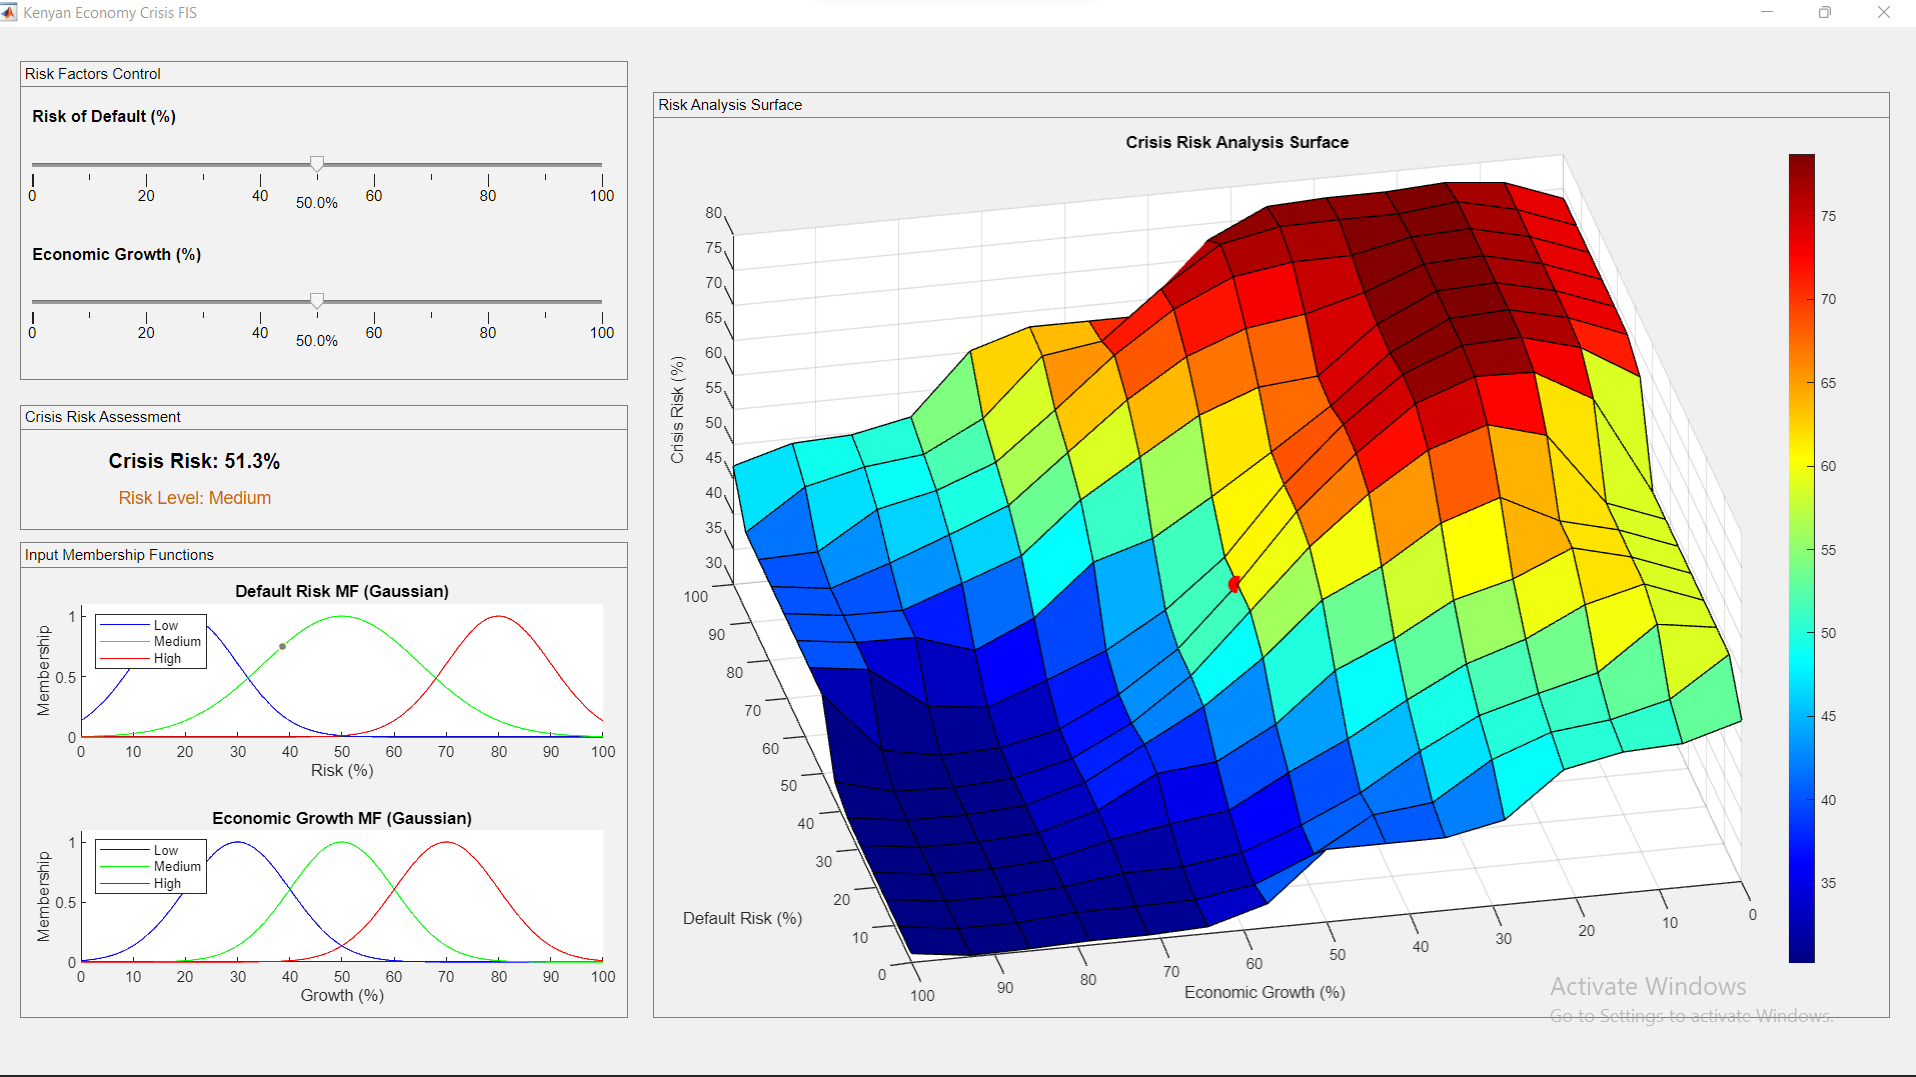 Kenyan Economy Crisis FIS
Risk Factors Control
Risk of Default (%)
0 20 40 60 80 100
50.0%
Economic Growth (%)
0 20 40 60 80 100
50.0%
Crisis Risk Assessment
Crisis Risk: 51.3%
Risk Level: Medium
Input Membership Functions
Default Risk MF (Gaussian)
Membership
1
0.5
0
Low
Medium
High
0 10 20 30 40 50 60 70 80 90 100
Risk (%)
Economic Growth MF (Gaussian)
Membership
1
0.5
0
Low
Medium
High
0 10 20 30 40 50 60 70 80 90 100
Growth (%)
Risk Analysis Surface
Crisis Risk Analysis Surface
Crisis Risk (%)
80
75
70
65
60
55
50
45
40
35
30
100
90
80
70
60
50
40
30
20
10
0
Default Risk (%)
100 90 80 70 60 50 40 30 20 10 0
Economic Growth (%)
75
70
65
60
55
50
45
40
35
Activate Windows
Go to Settings to activate Windows.